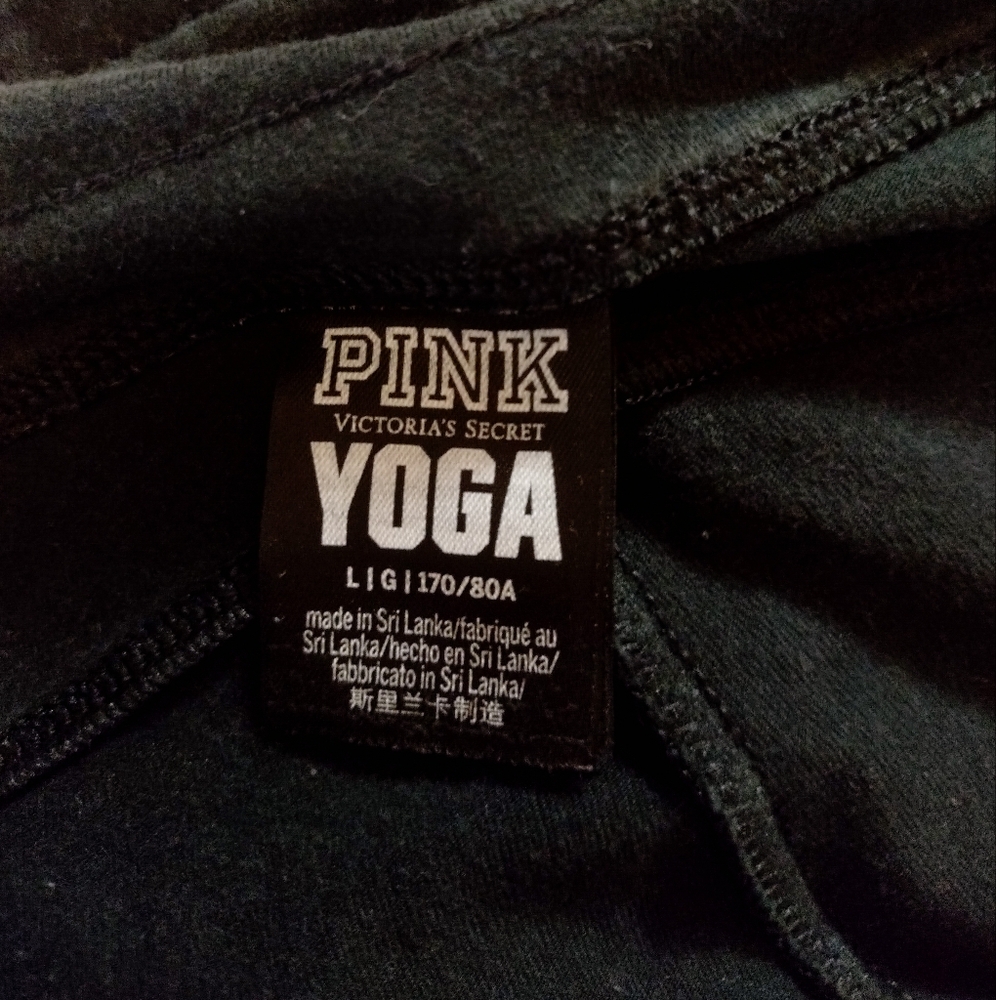 PINK
VICTORIA'S SECRET
YOGA
L|G|170/80A
made in Sri Lanka/fabriqué au
Sri Lanka/hecho en Sri Lanka/
fabbricato in Sri Lanka/
斯里兰卡制造